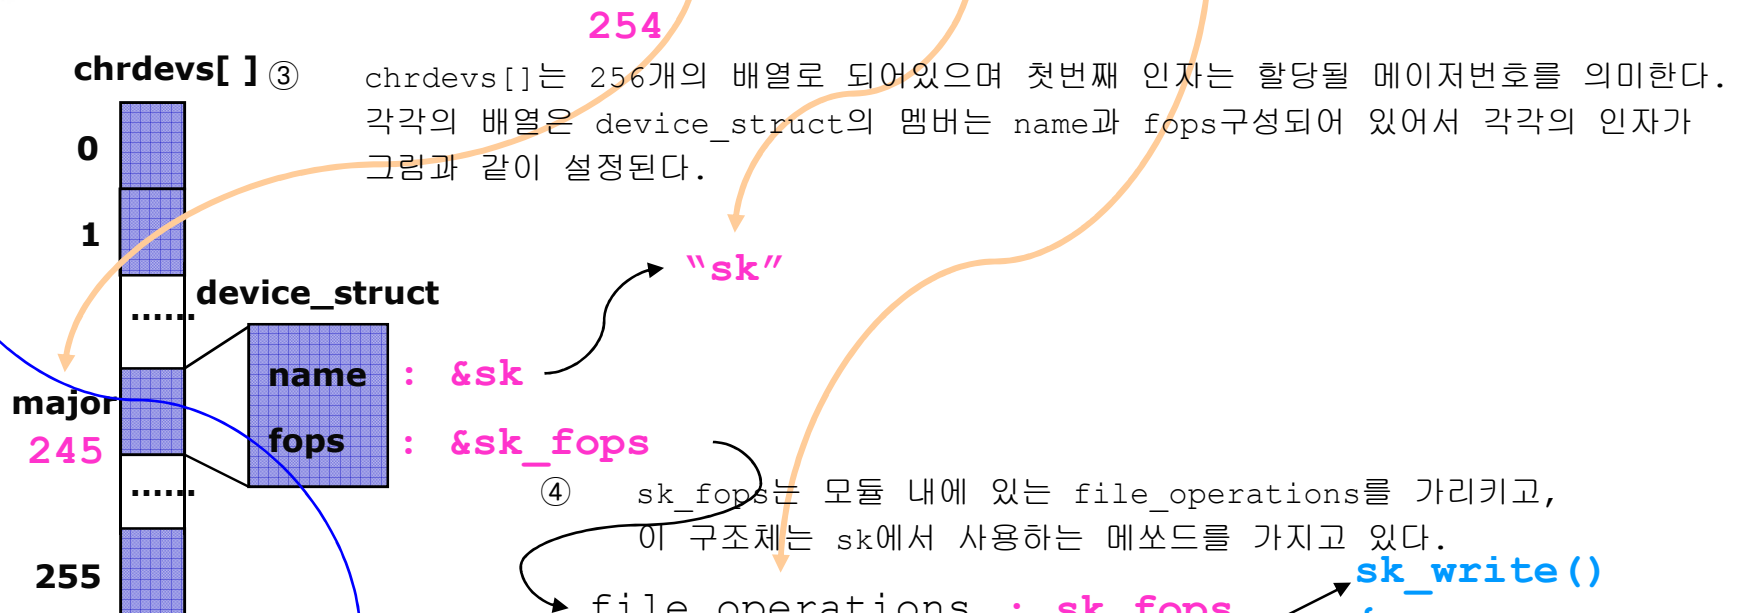 254
chrdevs[ ] ③ chrdevs[]는 256개의 배열로 되어있으며 첫번째 인자는 할당될 메이저번호를 의미한다.
각각의 배열은 device_struct의 멤버는 name과 fops구성되어 있어서 각각의 인자가
그림과 같이 설정된다.
0
1
“sk”
device_struct
......
name : &sk
major
245
fops : &sk_fops
......
④ sk_fops는 모듈 내에 있는 file_operations를 가리키고,
이 구조체는 sk에서 사용하는 메쏘드를 가지고 있다.
sk_write()
255
file_operations : sk_fops